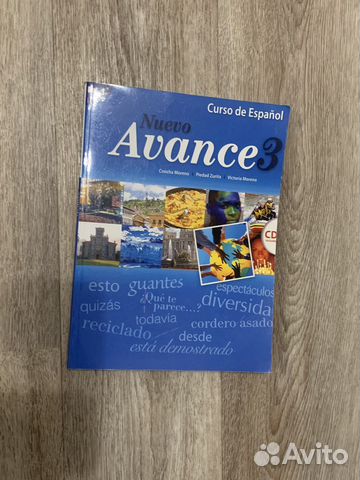 Curso de Español
Nuevo
Avance 3
Concha Moreno Piedad Zurita Victoria Moreno
CD
esto guantes espectáculos
¿Qué te diversida
quizás parece...?
todavía cordero asado
reciclado desde
está demostrado
Avito